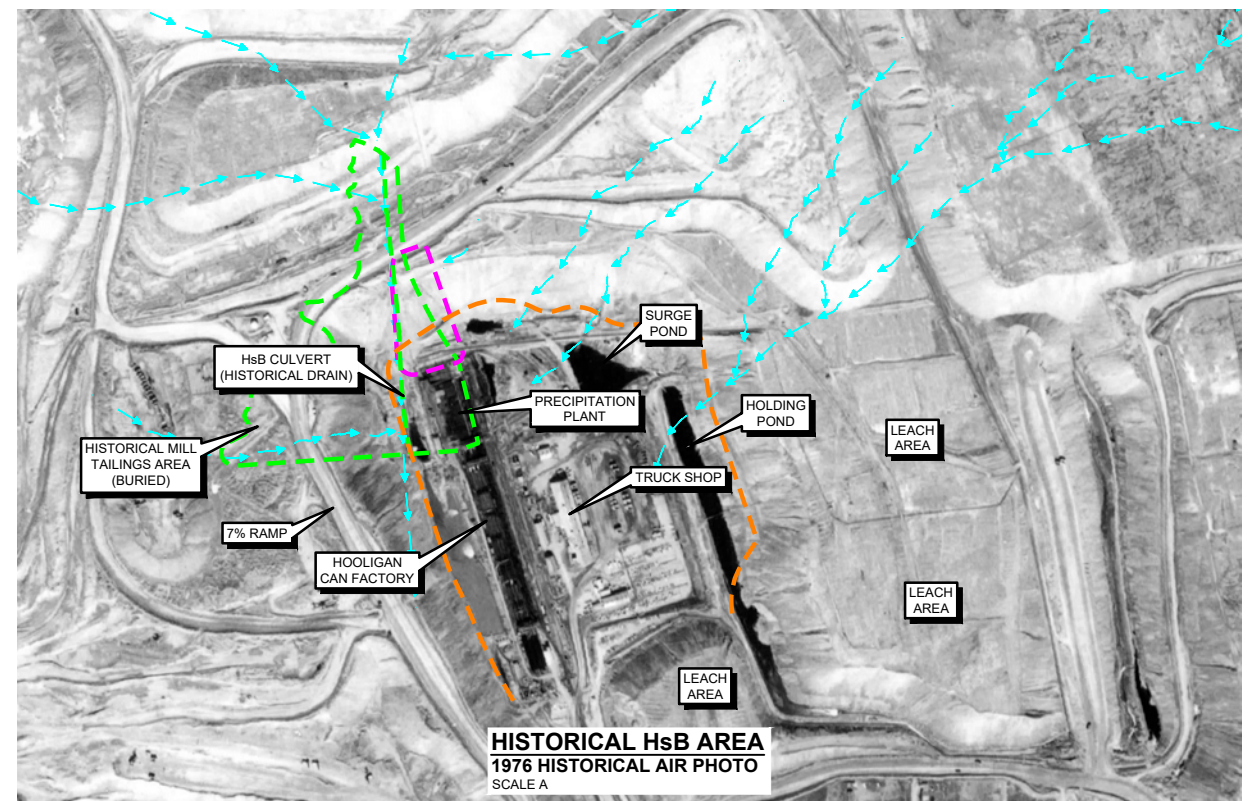 SURGE
POND
HsB CULVERT
(HISTORICAL DRAIN)
PRECIPITATION
PLANT
HOLDING
POND
LEACH
AREA
HISTORICAL MILL
TAILINGS AREA
(BURIED)
TRUCK SHOP
7% RAMP
HOOLIGAN
CAN FACTORY
LEACH
AREA
LEACH
AREA
HISTORICAL HsB AREA
1976 HISTORICAL AIR PHOTO
SCALE A